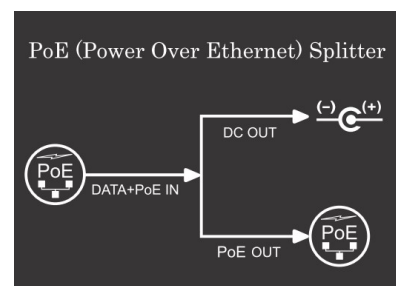 PoE (Power Over Ethernet) Splitter
(-) (+)
DC OUT
PoE
DATA+PoE IN
PoE
PoE OUT